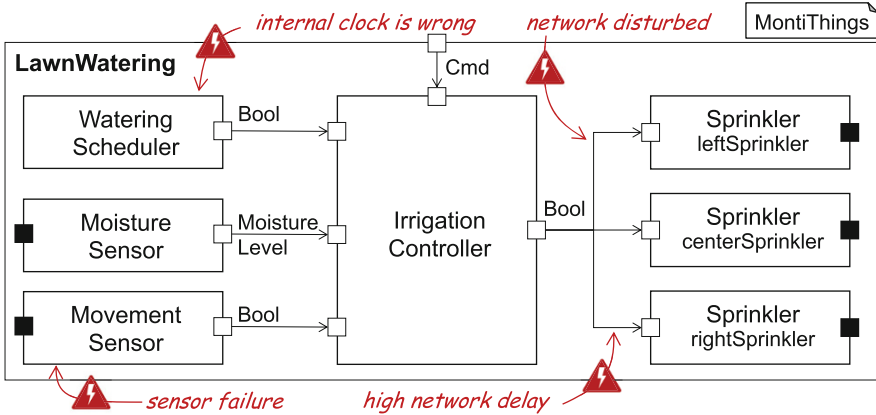 internal clock is wrong
network disturbed
MontiThings
LawnWatering
Cmd
Watering
Scheduler
Bool
Sprinkler
leftSprinkler
Moisture
Sensor
Moisture
Level
Irrigation
Controller
Bool
Sprinkler
centerSprinkler
Movement
Sensor
Bool
Sprinkler
rightSprinkler
sensor failure
high network delay